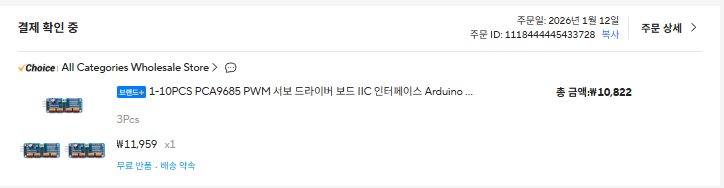 결제 확인 중
주문일: 2026년 1월 12일
주문 ID: 1118444445433728 복사
주문 상세
Choice All Categories Wholesale Store
브랜드+ 1-10PCS PCA9685 PWM 서보 드라이버 보드 IIC 인터페이스 Arduino ...
총 금액:₩10,822
3Pcs
₩11,959 x1
무료 반품 · 배송 약속